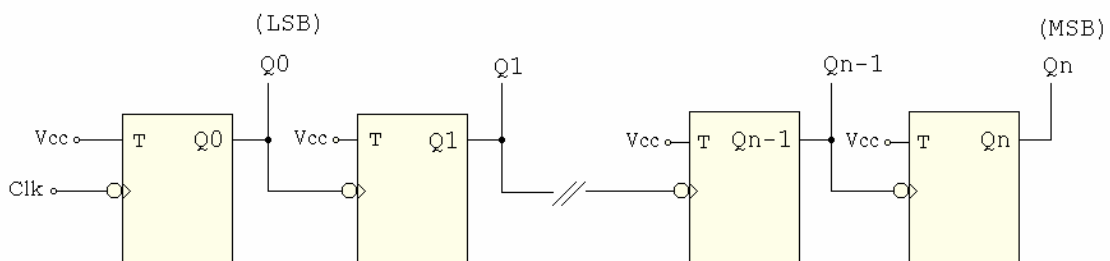 (LSB) (MSB)
Q0 Q1 Qn-1 Qn
Vcc T Q0 Vcc T Q1 Vcc T Qn-1 Vcc T Qn
Clk